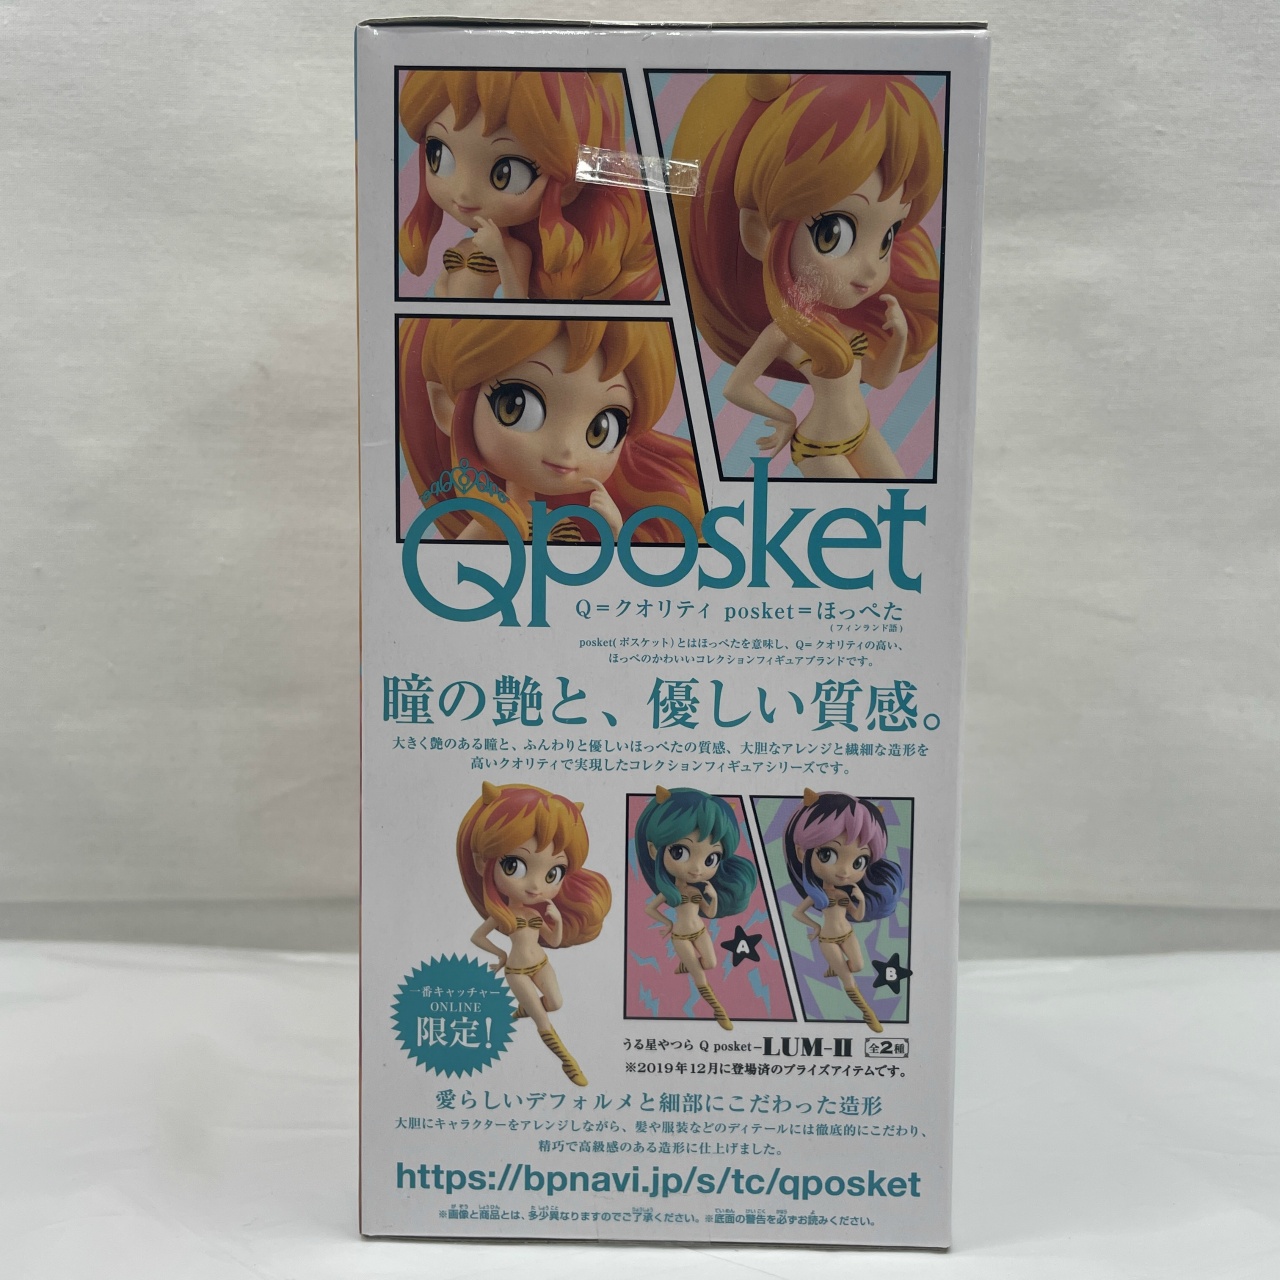 Qposket
Q=クオリティ posket=ほっぺた
(フィンランド語)
posket(ポスケット)とはほっぺたを意味し、Q=クオリティの高い、
ほっぺのかわいいコレクションフィギュアブランドです。
瞳の艶と、優しい質感。
大きく艶のある瞳と、ふんわりと優しいほっぺたの質感、大胆なアレンジと繊細な造形を
高いクオリティで実現したコレクションフィギュアシリーズです。
A
B
一番キャッチャー
ONLINE
限定!
うる星やつら Q posket-LUM-II 全2種
※2019年12月に登場済のプライズアイテムです。
愛らしいデフォルメと細部にこだわった造形
大胆にキャラクターをアレンジしながら、髪や服装などのディテールには徹底的にこだわり、
精巧で高級感のある造形に仕上げました。
https://bpnavi.jp/s/tc/qposket
※画像と商品とは、多少異なりますのでご了承ください。※底面の警告を必ずお読みください。